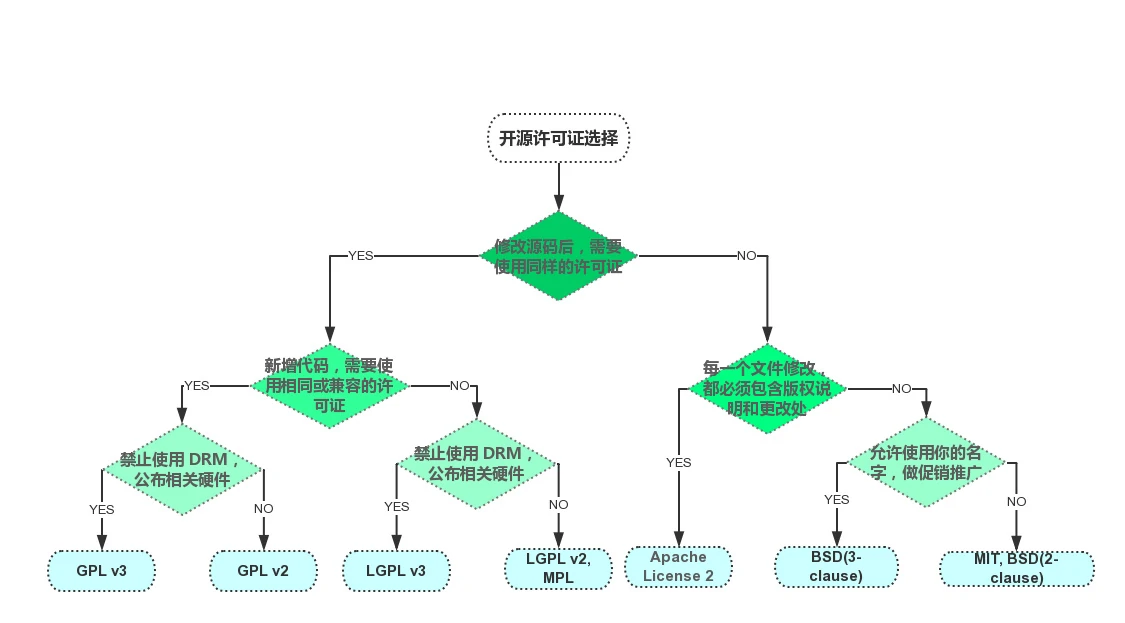 开源许可证选择
修改源码后，需要
使用同样的许可证
YES
NO
新增代码，需要使
用相同或兼容的许
可证
每一个文件修改，
都必须包含版权说
明和更改处
YES
NO
NO
禁止使用 DRM，
公布相关硬件
禁止使用 DRM，
公布相关硬件
允许使用你的名
字，做促销推广
YES
NO
YES
NO
YES
YES
NO
GPL v3
GPL v2
LGPL v3
LGPL v2,
MPL
Apache
License 2
BSD(3-
clause)
MIT, BSD(2-
clause)